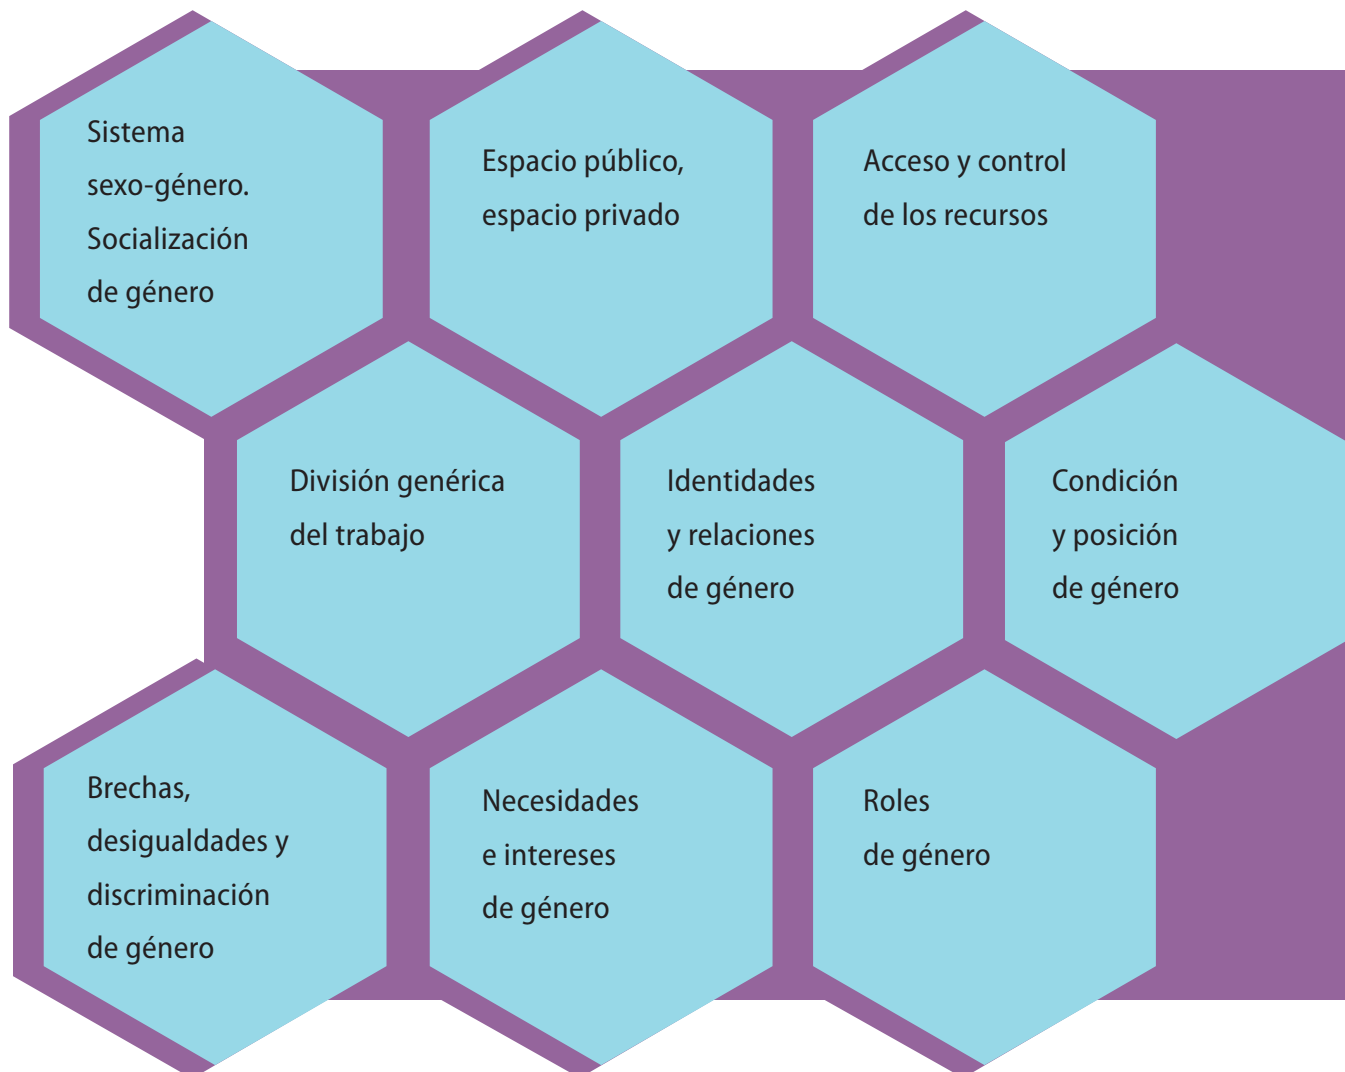 Sistema
sexo-género.
Socialización
de género
Espacio público,
espacio privado
Acceso y control
de los recursos
División genérica
del trabajo
Identidades
y relaciones
de género
Condición
y posición
de género
Brechas,
desigualdades y
discriminación
de género
Necesidades
e intereses
de género
Roles
de género